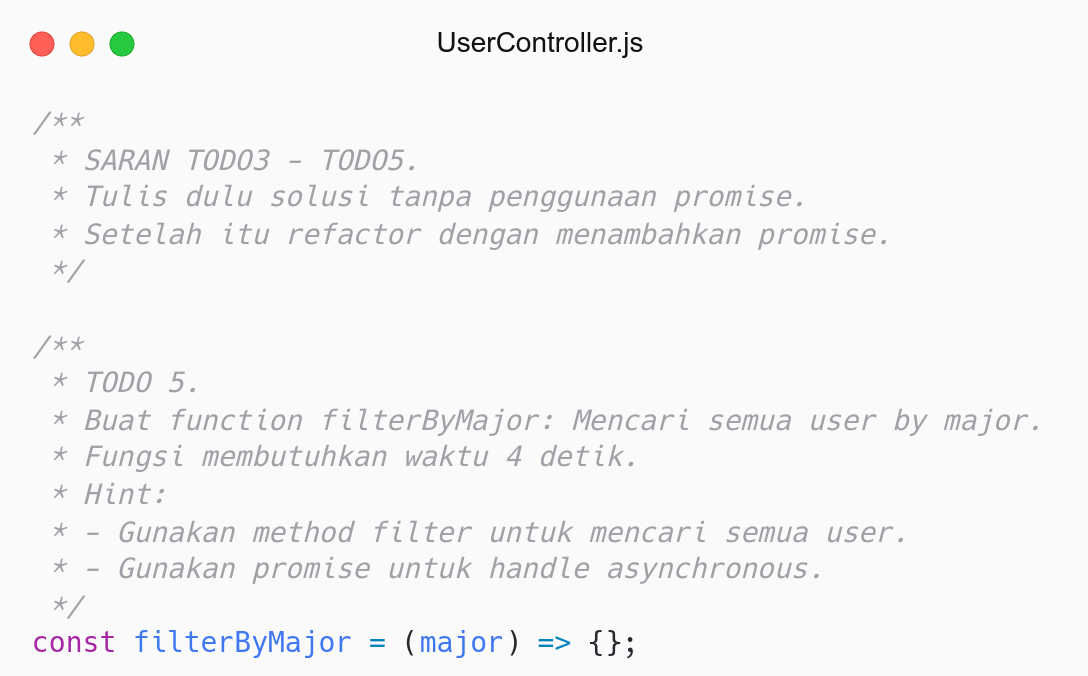 UserController.js
/**
 * SARAN TODO3 - TODO5.
 * Tulis dulu solusi tanpa penggunaan promise.
 * Setelah itu refactor dengan menambahkan promise.
 */
/**
 * TODO 5.
 * Buat function filterByMajor: Mencari semua user by major.
 * Fungsi membutuhkan waktu 4 detik.
 * Hint:
 * - Gunakan method filter untuk mencari semua user.
 * - Gunakan promise untuk handle asynchronous.
 */
const filterByMajor = (major) => {};